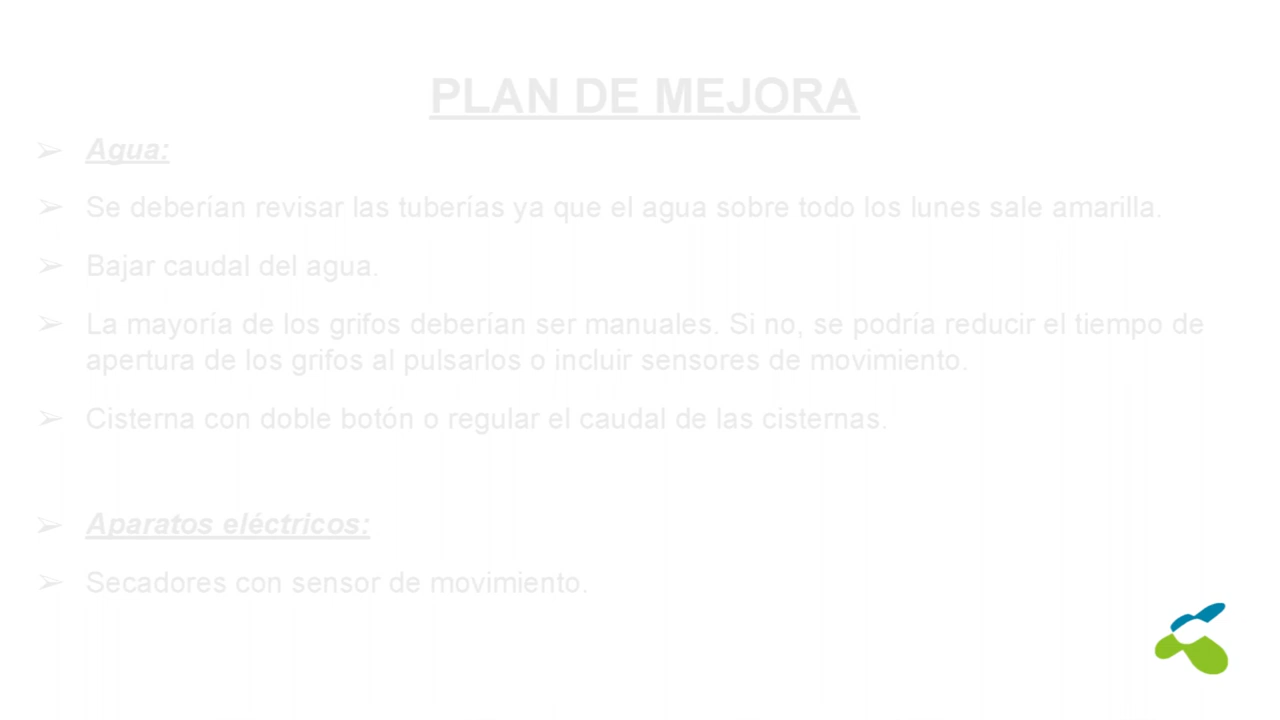 PLAN DE MEJORA
➢ Agua:
➢ Se deberían revisar las tuberías ya que el agua sobre todo los lunes sale amarilla.
➢ Bajar caudal del agua.
➢ La mayoría de los grifos deberían ser manuales. Si no, se podría reducir el tiempo de
apertura de los grifos al pulsarlos o incluir sensores de movimiento.
➢ Cisterna con doble botón o regular el caudal de las cisternas.
➢ Aparatos eléctricos:
➢ Secadores con sensor de movimiento.